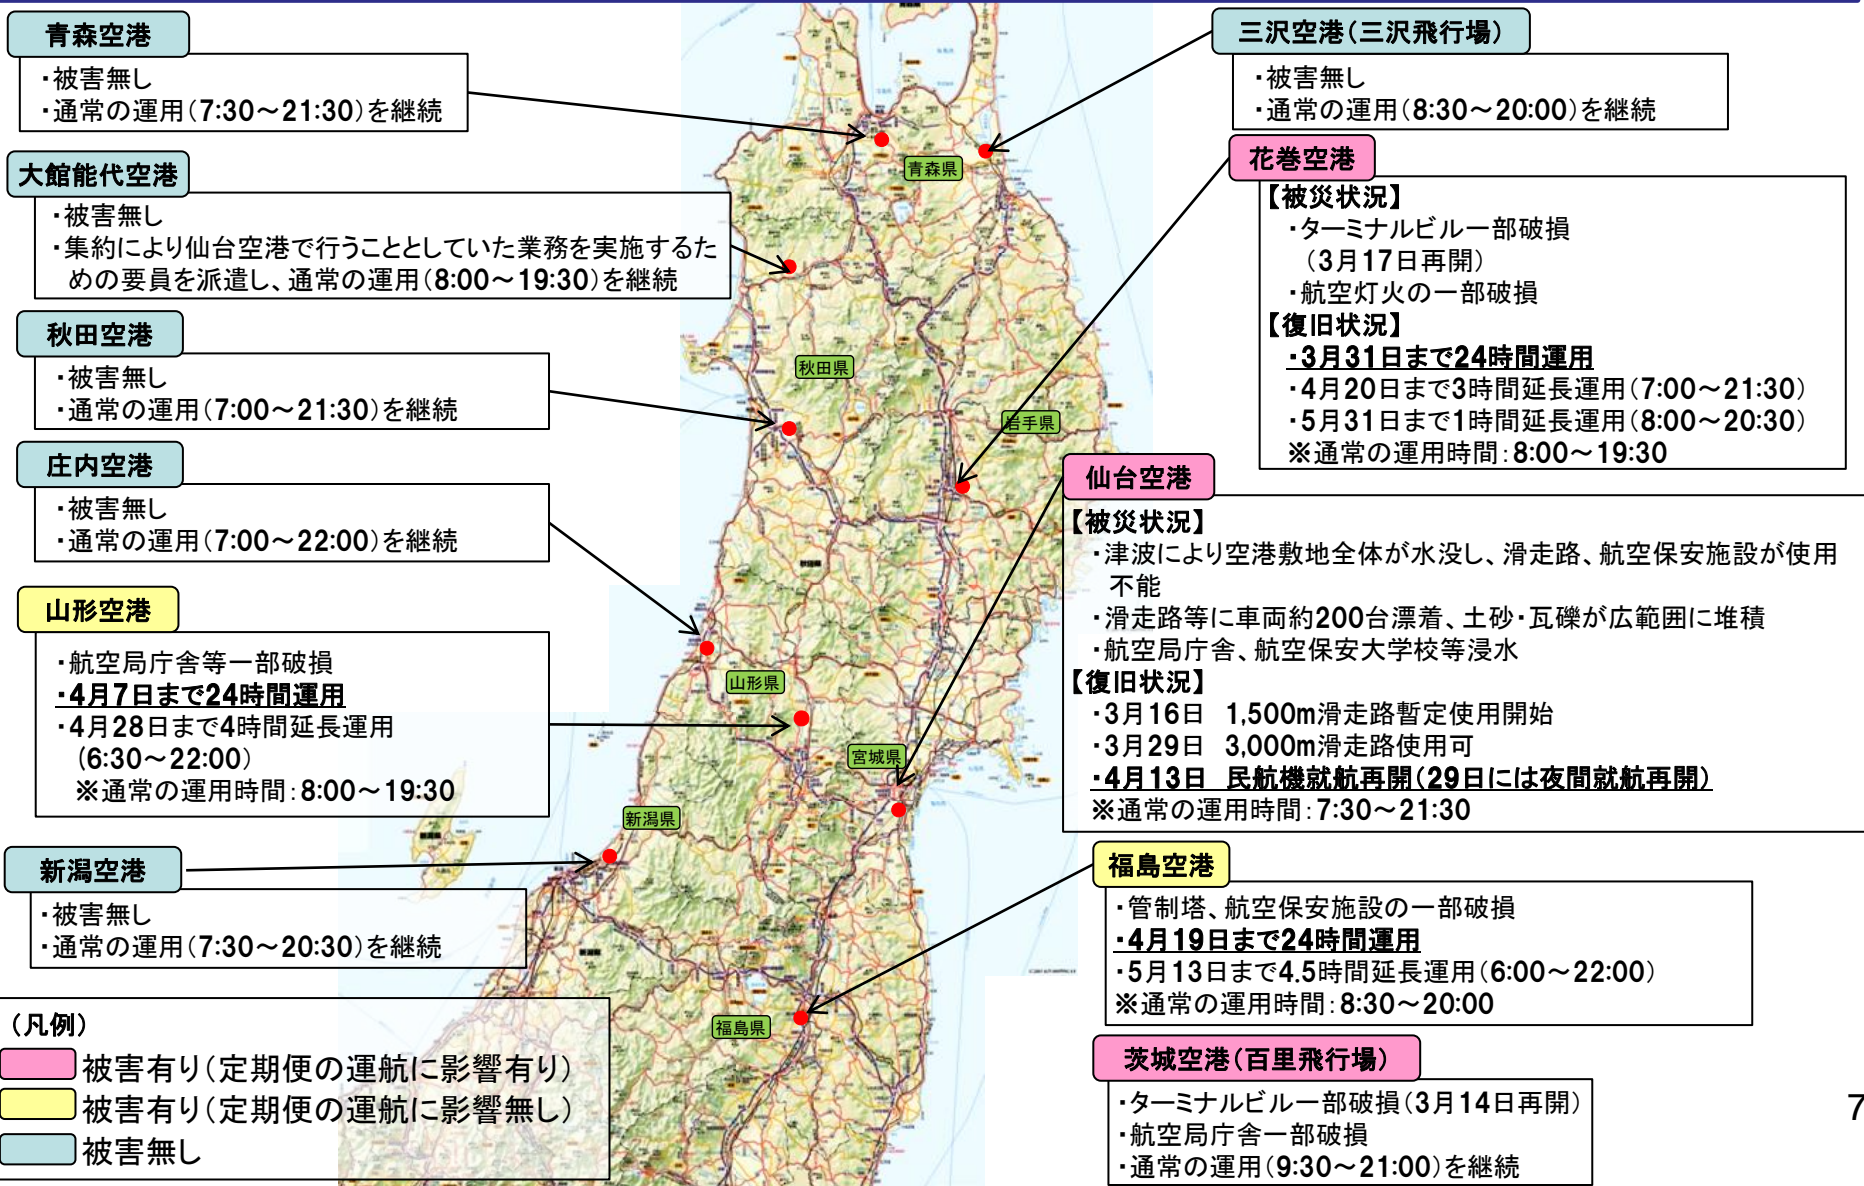 青森空港
・被害無し
・通常の運用(7:30～21:30)を継続
大館能代空港
・被害無し
・集約により仙台空港で行うこととしていた業務を実施するた
めの要員を派遣し、通常の運用(8:00～19:30)を継続
秋田空港
・被害無し
・通常の運用(7:00～21:30)を継続
庄内空港
・被害無し
・通常の運用(7:00～22:00)を継続
山形空港
・航空局庁舎等一部破損
・4月7日まで24時間運用
・4月28日まで4時間延長運用
(6:30～22:00)
※通常の運用時間:8:00～19:30
新潟空港
・被害無し
・通常の運用(7:30～20:30)を継続
(凡例)
被害有り(定期便の運航に影響有り)
被害有り(定期便の運航に影響無し)
被害無し
青森県
秋田県
岩手県
山形県
宮城県
新潟県
福島県
三沢空港(三沢飛行場)
・被害無し
・通常の運用(8:30～20:00)を継続
花巻空港
【被災状況】
・ターミナルビル一部破損
(3月17日再開)
・航空灯火の一部破損
【復旧状況】
・3月31日まで24時間運用
・4月20日まで3時間延長運用(7:00～21:30)
・5月31日まで1時間延長運用(8:00～20:30)
※通常の運用時間:8:00～19:30
仙台空港
【被災状況】
・津波により空港敷地全体が水没し、滑走路、航空保安施設が使用
不能
・滑走路等に車両約200台漂着、土砂・瓦礫が広範囲に堆積
・航空局庁舎、航空保安大学校等浸水
【復旧状況】
・3月16日 1,500m滑走路暫定使用開始
・3月29日 3,000m滑走路使用可
・4月13日 民航機就航再開(29日には夜間就航再開)
※通常の運用時間:7:30～21:30
福島空港
・管制塔、航空保安施設の一部破損
・4月19日まで24時間運用
・5月13日まで4.5時間延長運用(6:00～22:00)
※通常の運用時間:8:30～20:00
茨城空港(百里飛行場)
・ターミナルビル一部破損(3月14日再開)
・航空局庁舎一部破損
・通常の運用(9:30～21:00)を継続
7